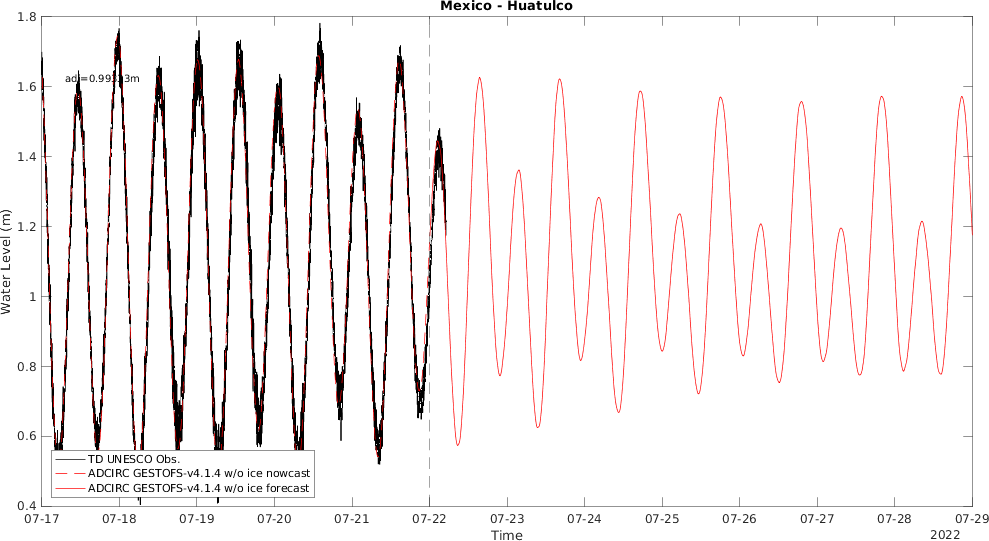 Mexico - Huatulco
1.8
1.6
1.4
1.2
1
0.8
0.6
0.4
Water Level (m)
TD UNESCO Obs.
ADCIRC GESTOFS-v4.1.4 w/o ice nowcast
ADCIRC GESTOFS-v4.1.4 w/o ice forecast
07-17 07-18 07-19 07-20 07-21 07-22 07-23 07-24 07-25 07-26 07-27 07-28 07-29
Time
2022